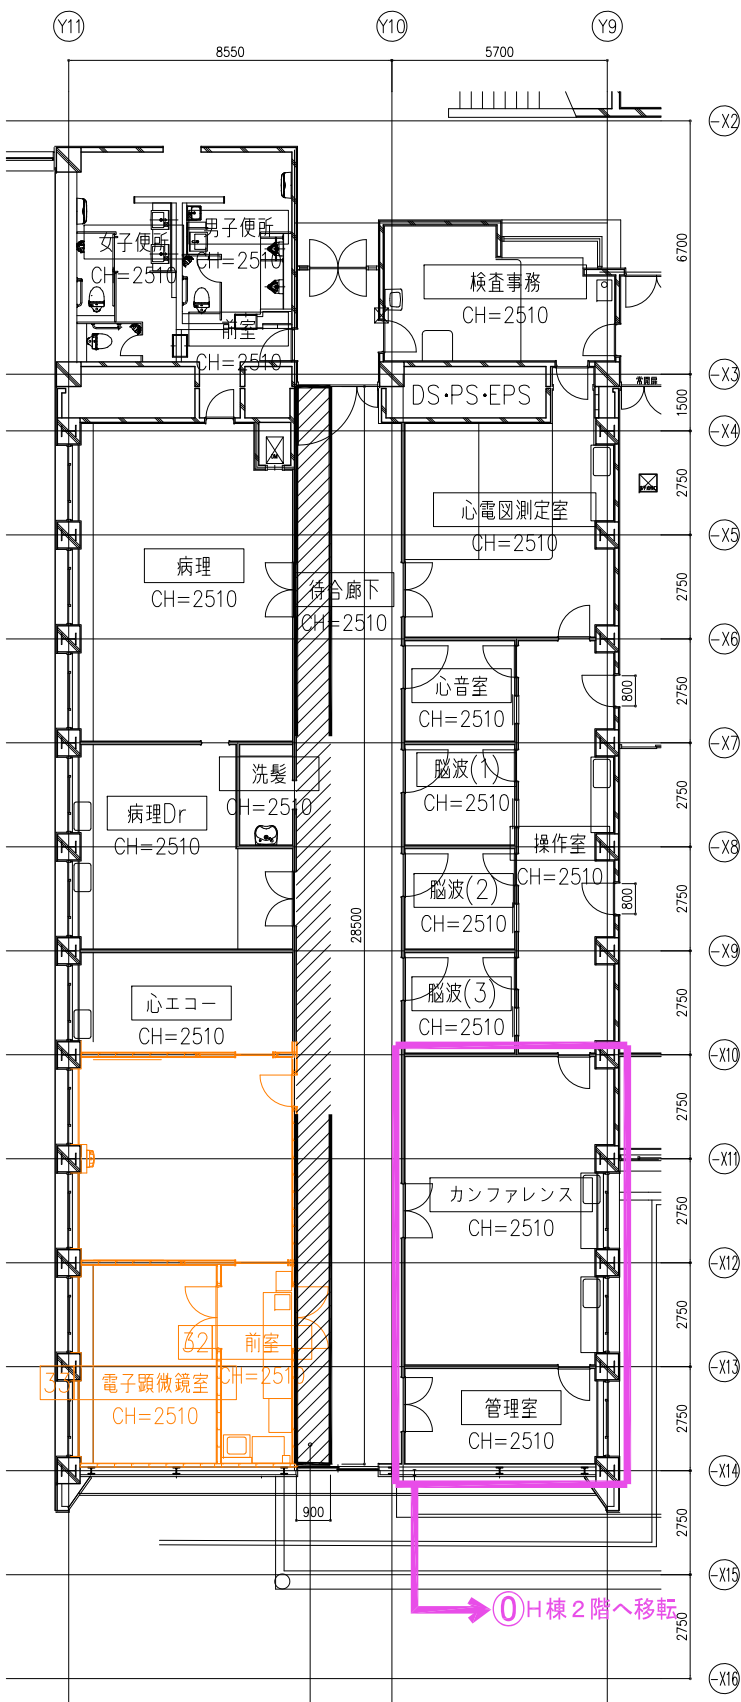 Y11
Y10
Y9
8550
5700
X2
6700
女子便所
CH=2510
男子便所
CH=2510
検査事務
CH=2510
前室
CH=2510
X3
DS・PS・EPS
1500
X4
2750
心電図測定室
CH=2510
X5
病理
CH=2510
待合廊下
CH=2510
2750
X6
心音室
CH=2510
800
2750
X7
洗髪
CH=2510
脳波(1)
CH=2510
2750
病理Dr
CH=2510
操作室
CH=2510
X8
脳波(2)
CH=2510
800
2750
28500
X9
心エコー
CH=2510
脳波(3)
CH=2510
2750
X10
2750
X11
カンファレンス
CH=2510
2750
X12
2750
32
前室
CH=2510
X13
33
電子顕微鏡室
CH=2510
管理室
CH=2510
2750
X14
900
2750
X15
⓪H棟2階へ移転
2750
X16